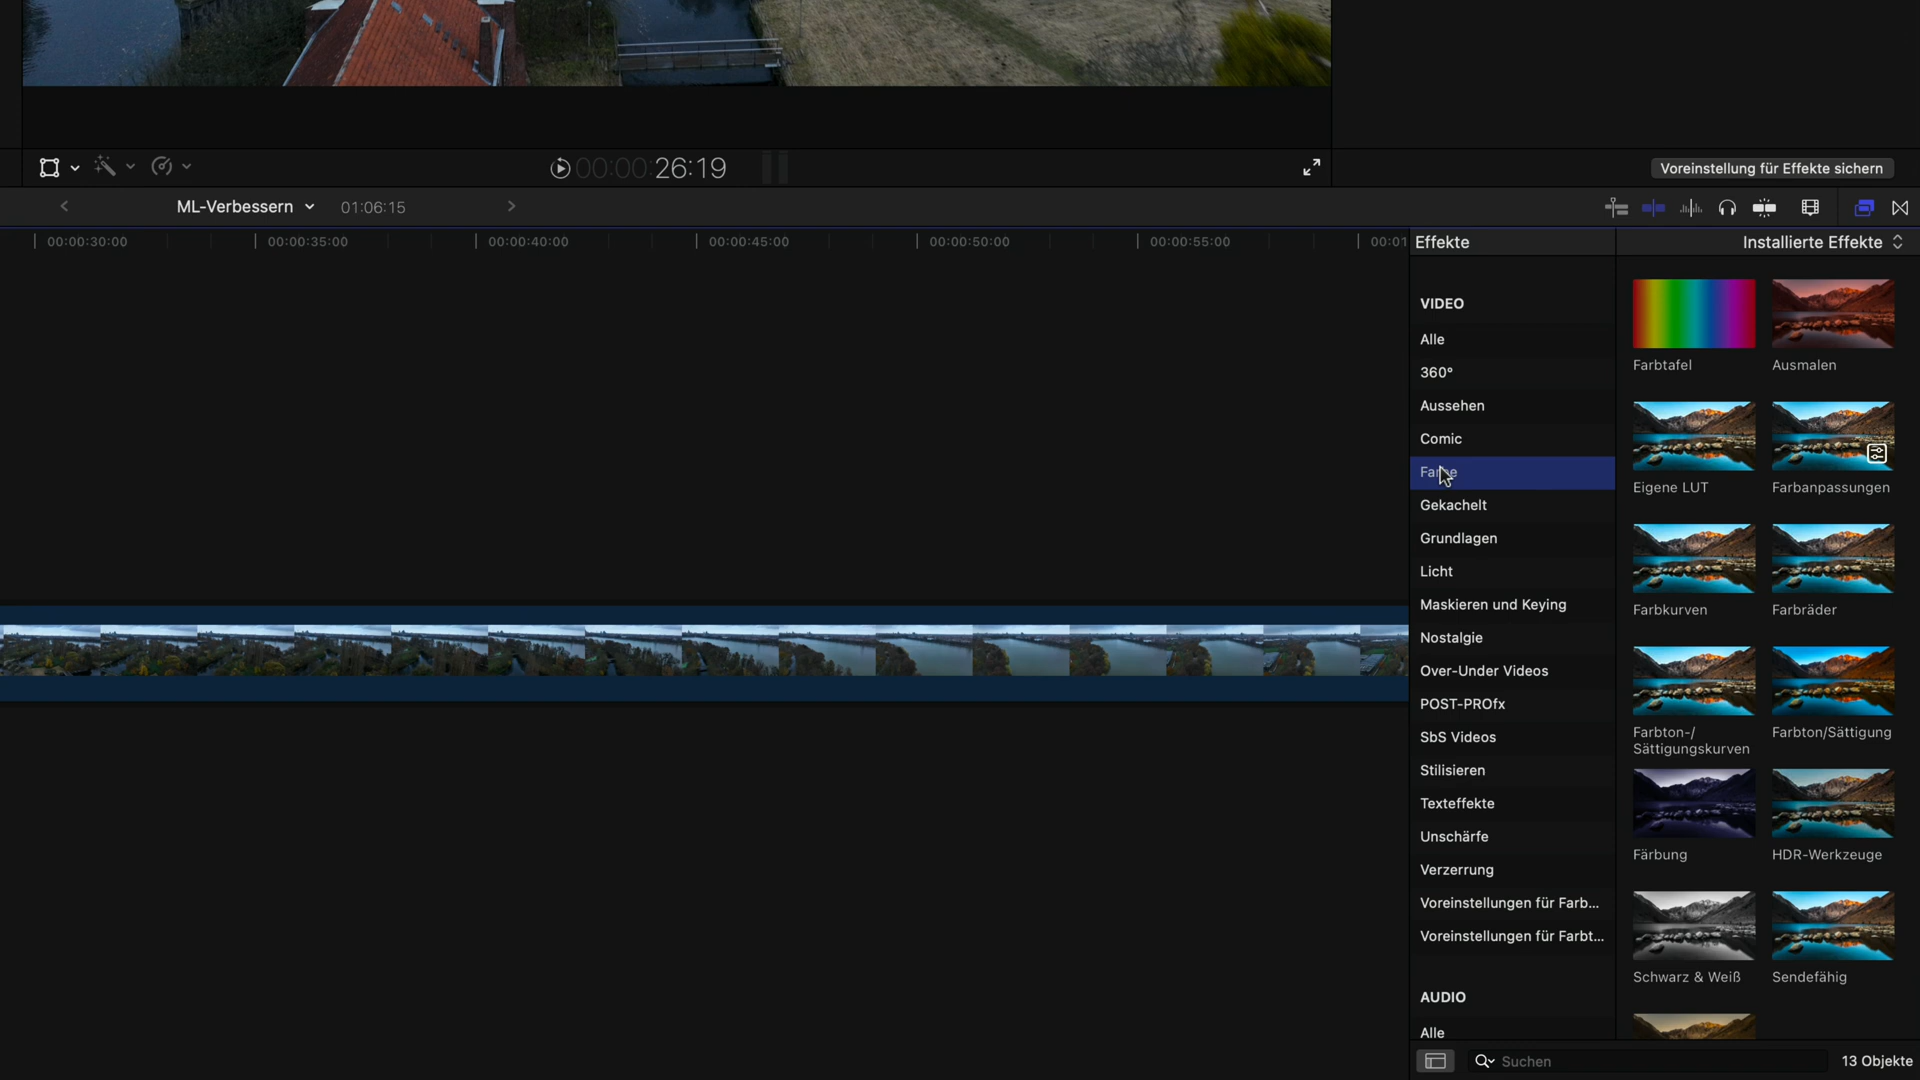 00:00:26:19
Voreinstellung für Effekte sichern
ML-Verbessern
01:06:15
00:00:30:00
00:00:35:00
00:00:40:00
00:00:45:00
00:00:50:00
00:00:55:00
00:01
Effekte
Installierte Effekte
VIDEO
Alle
360°
Aussehen
Comic
Farbe
Gekachelt
Grundlagen
Licht
Maskieren und Keying
Nostalgie
Over-Under Videos
POST-PROfx
SbS Videos
Stilisieren
Texteffekte
Unschärfe
Verzerrung
Voreinstellungen für Farb...
Voreinstellungen für Farbt...
AUDIO
Alle
Farbtafel
Ausmalen
Eigene LUT
Farbanpassungen
Farbkurven
Farbräder
Farbton-/
Sättigungskurven
Farbton/Sättigung
Färbung
HDR-Werkzeuge
Schwarz & Weiß
Sendefähig
Suchen
13 Objekte